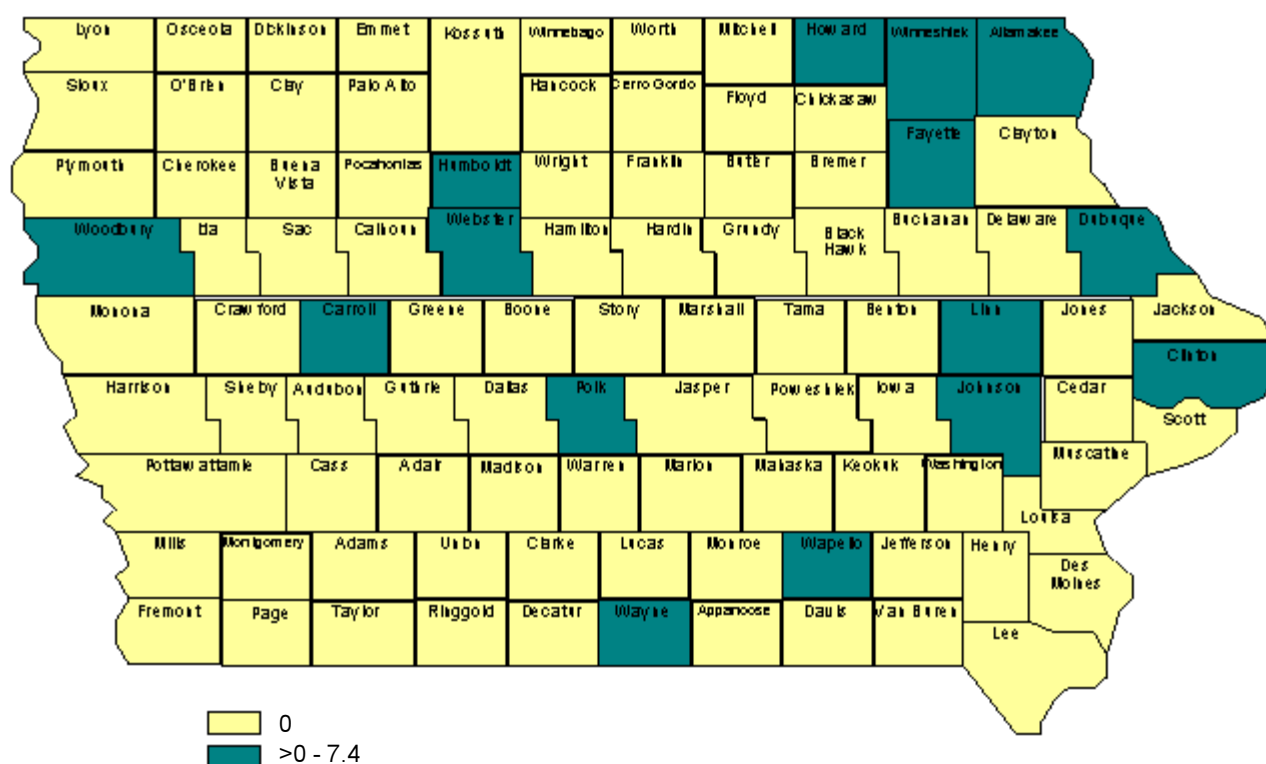 Lyon Osceola Dickinson Emmet Kossuth Winnebago Worth Mitchell Howard Winneshiek Allamakee
Sioux O'Brien Clay Palo Alto Hancock Cerro Gordo Floyd Chickasaw Fayette Clayton
Plymouth Cherokee Buena Vista Pocahontas Humboldt Wright Franklin Butler Bremer
Woodbury Ida Sac Calhoun Webster Hamilton Hardin Grundy Black Hawk Buchanan Delaware Dubuque
Monona Crawford Carroll Greene Boone Story Marshall Tama Benton Linn Jones Jackson
Clinton
Harrison Shelby Audubon Guthrie Dallas Polk Jasper Poweshiek Iowa Johnson Cedar
Scott
Pottawattamie Cass Adair Madison Warren Marion Mahaska Keokuk Washington Muscatine
Louisa
Mills Montgomery Adams Union Clarke Lucas Monroe Wapello Jefferson Henry
Des Moines
Fremont Page Taylor Ringgold Decatur Wayne Appanoose Davis Van Buren
Lee
0
>0 - 7.4